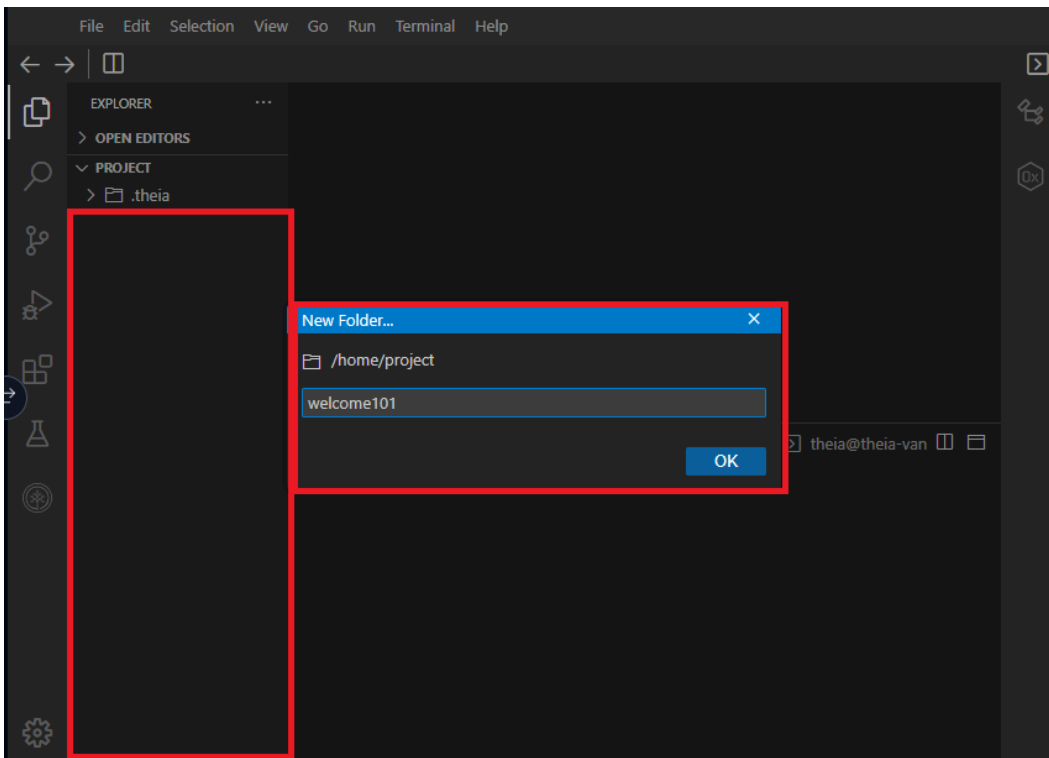 File Edit Selection View Go Run Terminal Help
EXPLORER ...
OPEN EDITORS
PROJECT
.theia
New Folder...
/home/project
welcome101
OK
theia@theia-van
0x